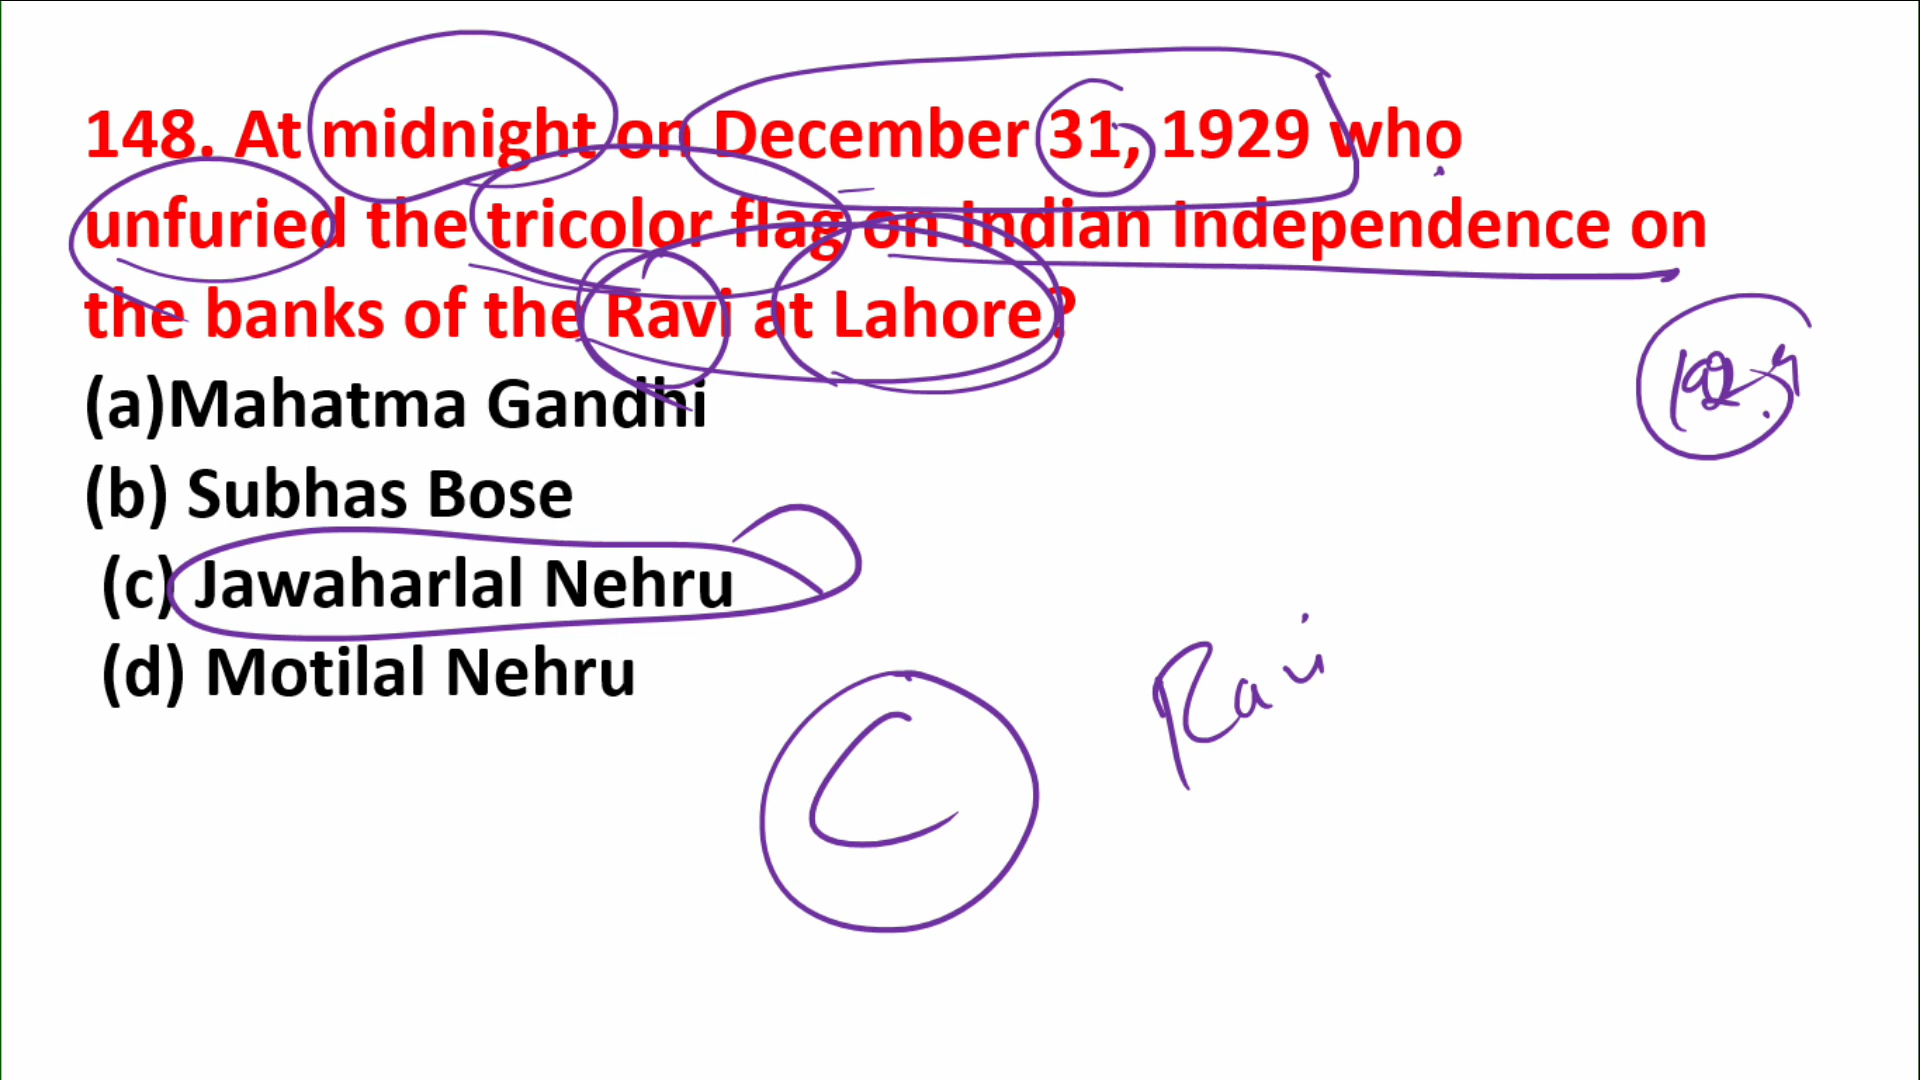 148. At midnight on December 31, 1929 who
unfuried the tricolor flag on Indian Independence on
the banks of the Ravi at Lahore?
(a)Mahatma Gandhi
(b) Subhas Bose
(c) Jawaharlal Nehru
(d) Motilal Nehru
Ravi
C